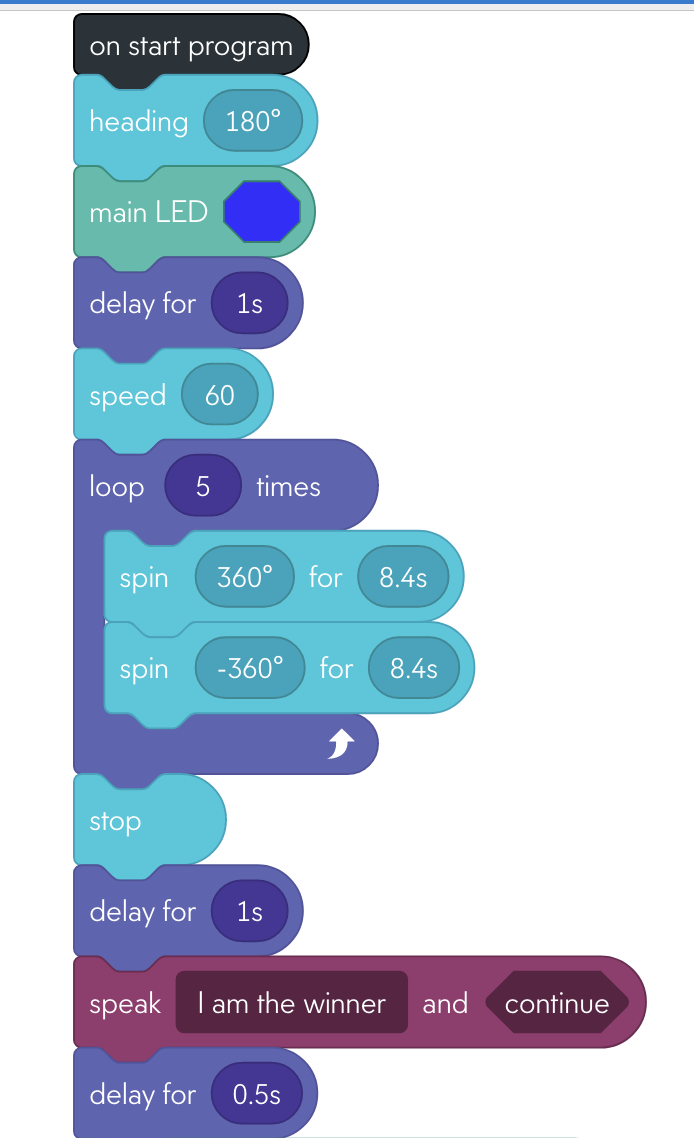 on start program
heading 180°
main LED
delay for 1s
speed 60
loop 5 times
spin 360° for 8.4s
spin -360° for 8.4s
stop
delay for 1s
speak I am the winner and continue
delay for 0.5s